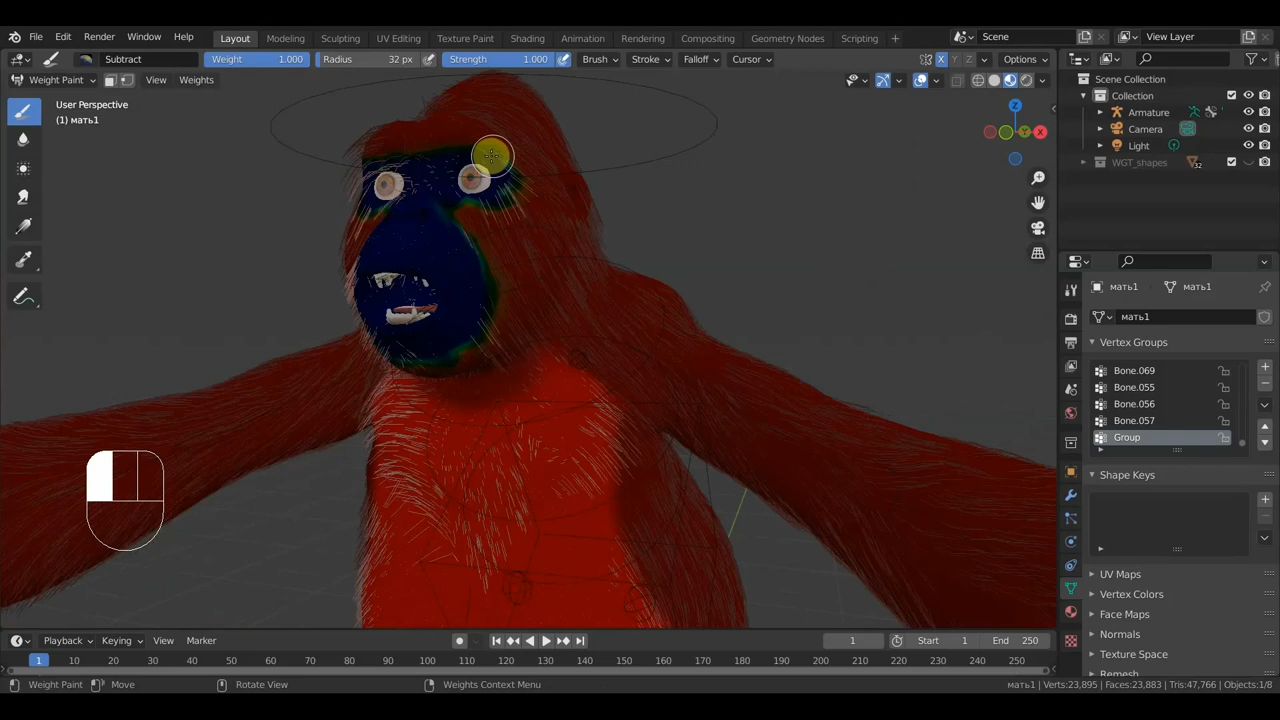 File Edit Render Window Help Layout Modeling Sculpting UV Editing Texture Paint Shading Animation Rendering Compositing Geometry Nodes Scripting + Scene View Layer
Subtract Weight 1.000 Radius 32 px Strength 1.000 Brush Stroke Falloff Cursor X Y Z Options
Weight Paint View Weights
User Perspective
(1) мать1
Z
X
Y
Scene Collection
Collection
Armature
Camera
Light
WGT_shapes 32
мать1 мать1
мать1
Vertex Groups
Bone.069
Bone.055
Bone.056
Bone.057
Group
Shape Keys
UV Maps
Vertex Colors
Face Maps
Normals
Texture Space
Remesh
Playback Keying View Marker 1 Start 1 End 250
1 10 20 30 40 50 60 70 80 90 100 110 120 130 140 150 160 170 180 190 200 210 220 230 240 250
Weight Paint Move Rotate View Weights Context Menu мать1 | Verts:23,895 | Faces:23,883 | Tris:47,766 | Objects:1/8